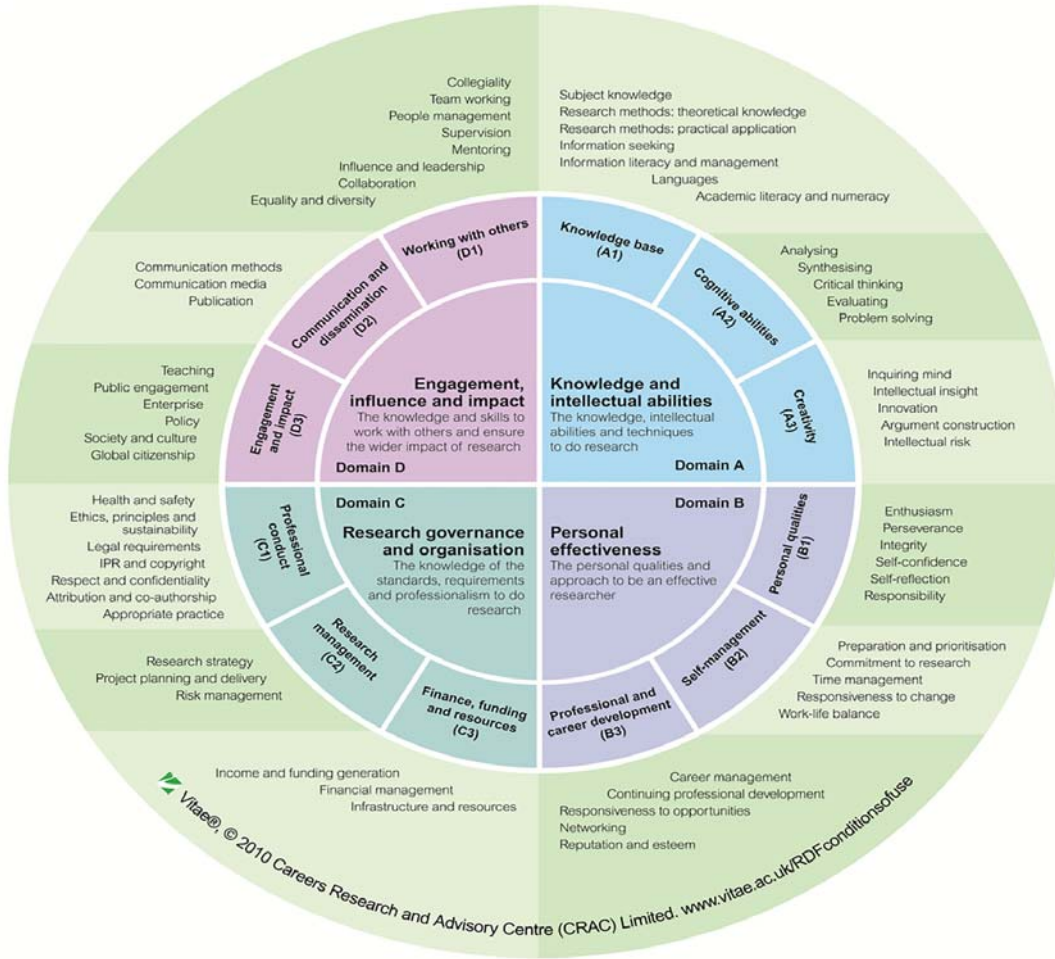 Collegiality
Team working
People management
Supervision
Mentoring
Influence and leadership
Collaboration
Equality and diversity
Subject knowledge
Research methods: theoretical knowledge
Research methods: practical application
Information seeking
Information literacy and management
Languages
Academic literacy and numeracy
Working with others
(D1)
Knowledge base
(A1)
Communication methods
Communication media
Publication
Communication and
dissemination
(D2)
Cognitive abilities
(A2)
Analysing
Synthesising
Critical thinking
Evaluating
Problem solving
Teaching
Public engagement
Enterprise
Policy
Society and culture
Global citizenship
Engagement
and impact
(D3)
Engagement,
influence and impact
The knowledge and skills to
work with others and ensure
the wider impact of research
Domain D
Knowledge and
intellectual abilities
The knowledge, intellectual
abilities and techniques
to do research
Domain A
Creativity
(A3)
Inquiring mind
Intellectual insight
Innovation
Argument construction
Intellectual risk
Health and safety
Ethics, principles and
sustainability
Legal requirements
IPR and copyright
Respect and confidentiality
Attribution and co-authorship
Appropriate practice
Professional
conduct
(C1)
Domain C
Research governance
and organisation
The knowledge of the
standards, requirements
and professionalism to do
research
Domain B
Personal
effectiveness
The personal qualities and
approach to be an effective
researcher
Personal qualities
(B1)
Enthusiasm
Perseverance
Integrity
Self-confidence
Self-reflection
Responsibility
Research strategy
Project planning and delivery
Risk management
Research
management
(C2)
Self-management
(B2)
Preparation and prioritisation
Commitment to research
Time management
Responsiveness to change
Work-life balance
Finance, funding
and resources
(C3)
Professional and
career development
(B3)
Income and funding generation
Financial management
Infrastructure and resources
Career management
Continuing professional development
Responsiveness to opportunities
Networking
Reputation and esteem
Vitae®, © 2010 Careers Research and Advisory Centre (CRAC) Limited. www.vitae.ac.uk/RDFconditionsofuse